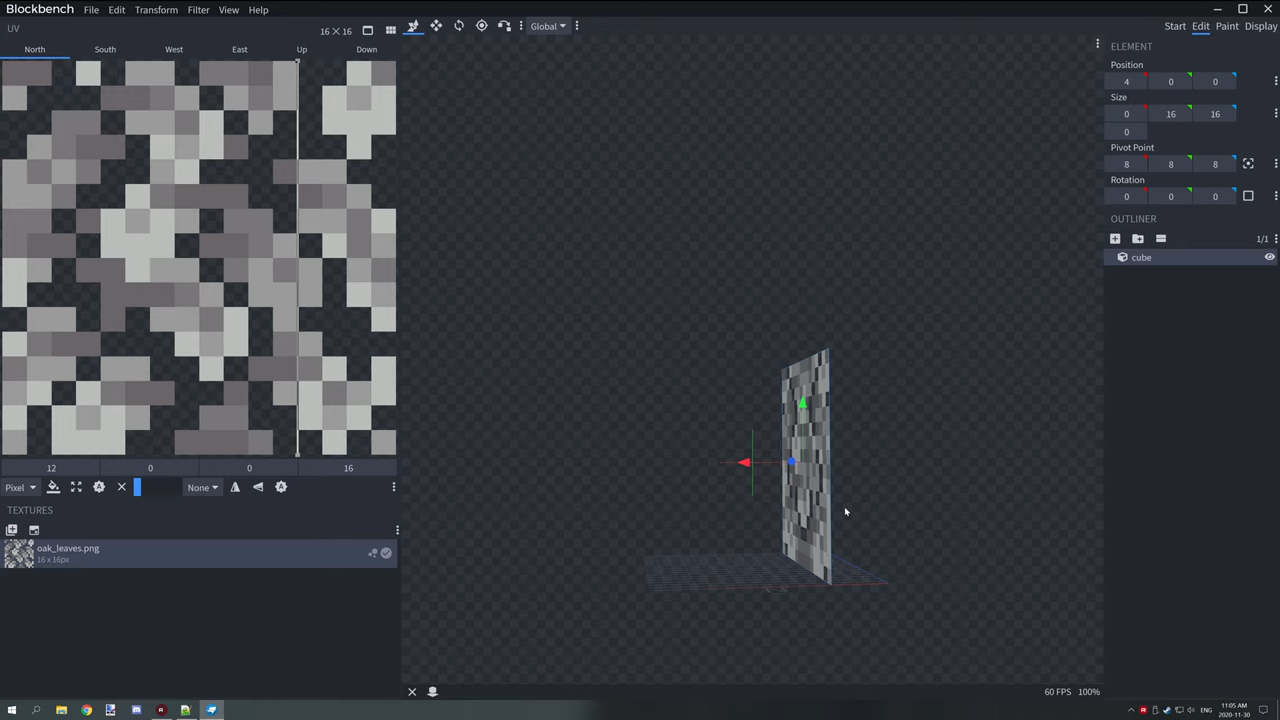 Blockbench File Edit Transform Filter View Help
UV 16 × 16
North South West East Up Down
12 0 0 16
Pixel None
TEXTURES
oak_leaves.png
16 x 16px
Global
Start Edit Paint Display
ELEMENT
Position
4 0 0
Size
0 16 16
0
Pivot Point
8 8 8
Rotation
0 0 0
OUTLINER
1/1
cube
60 FPS 100%
ENG
11:05 AM
2020-11-30